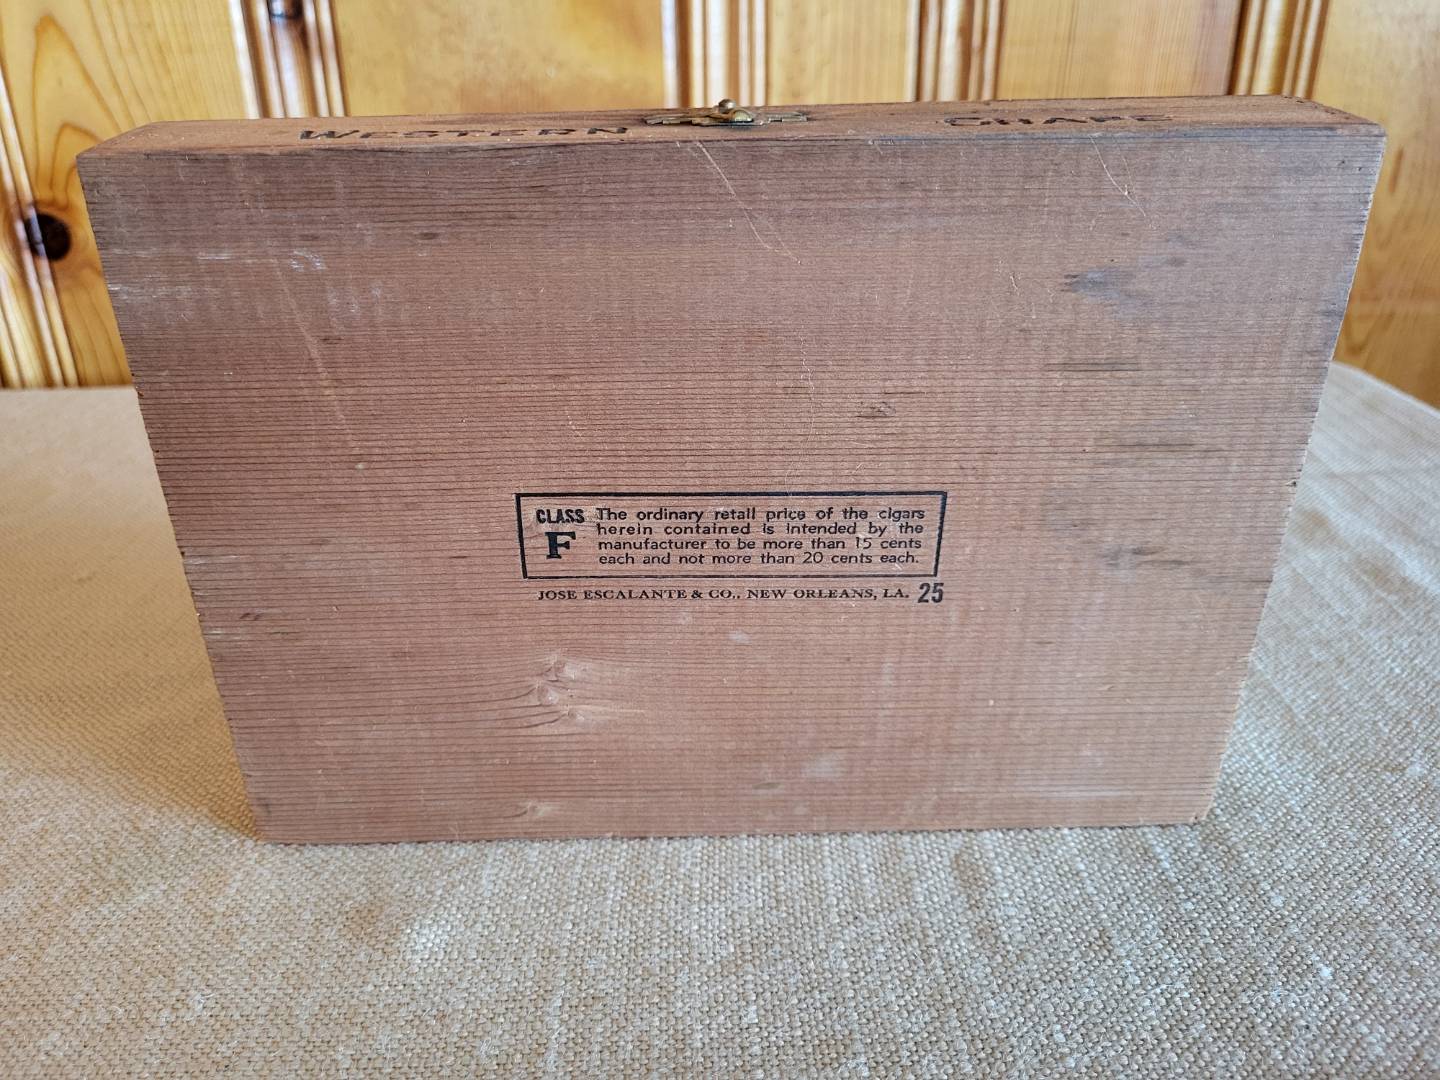 WESTERN SHAPE
CLASS F The ordinary retail price of the cigars
herein contained is intended by the
manufacturer to be more than 15 cents
each and not more than 20 cents each.
JOSE ESCALANTE & CO., NEW ORLEANS, LA. 25